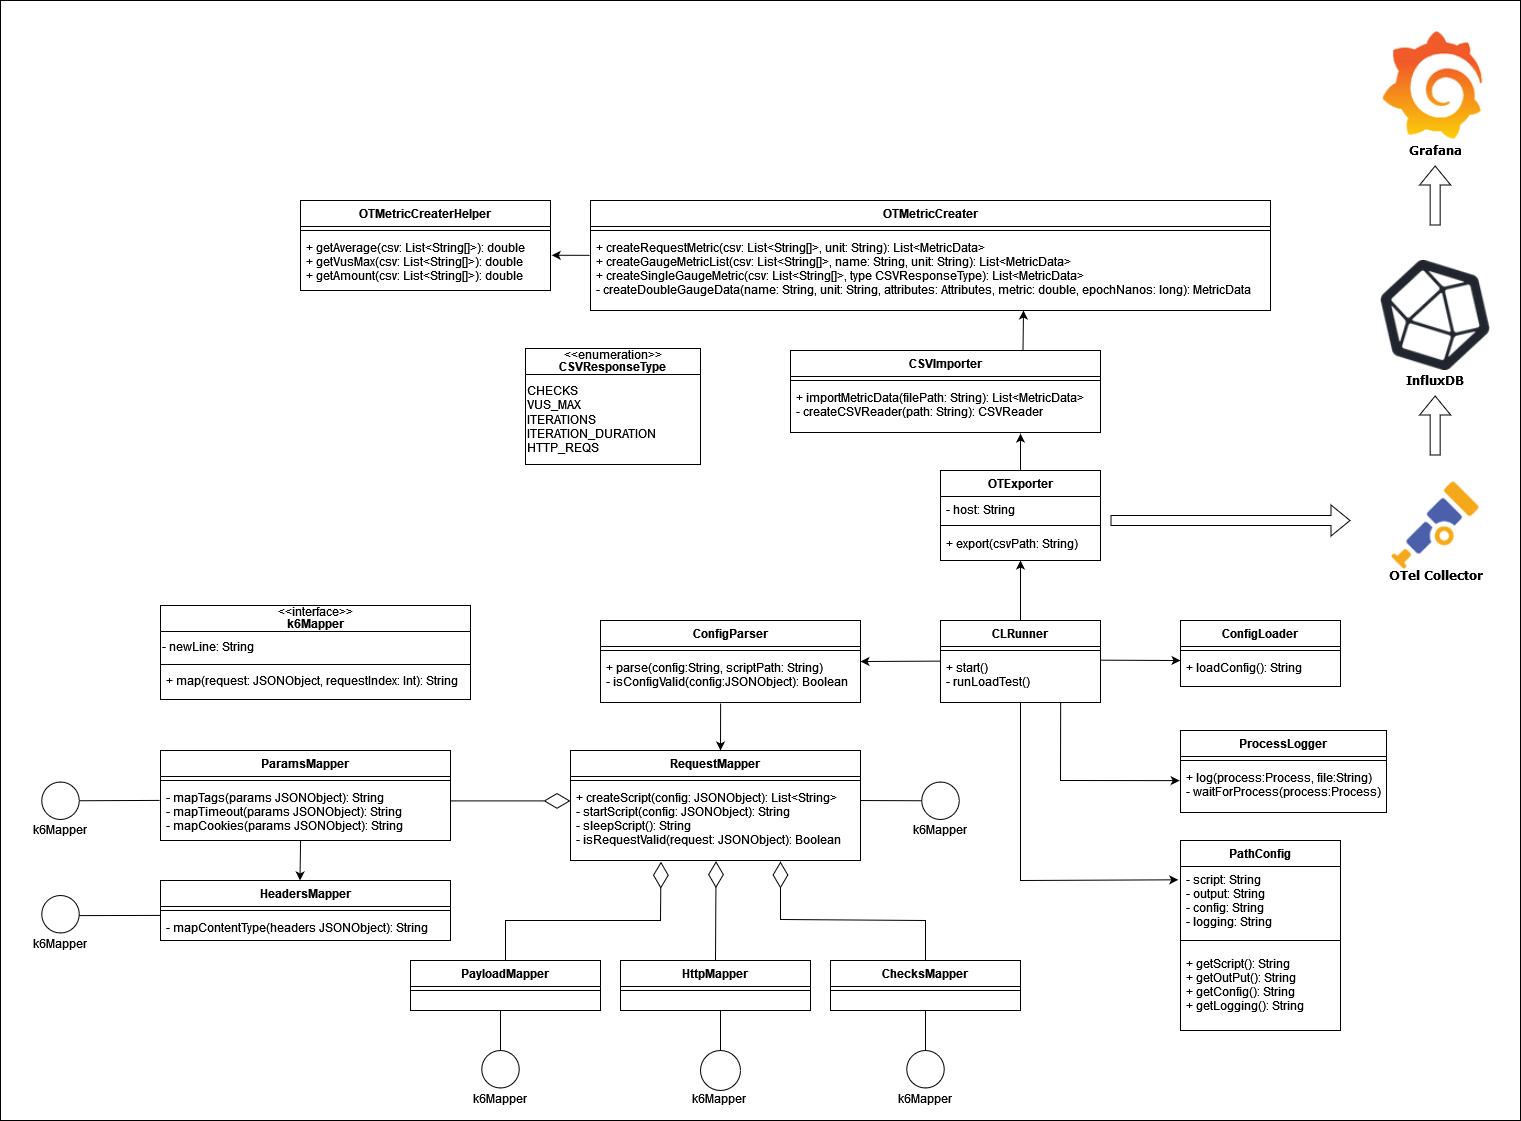 Grafana
OTMetricCreaterHelper
+ getAverage(csv: List<String[]>): double
+ getVusMax(csv: List<String[]>): double
+ getAmount(csv: List<String[]>): double
OTMetricCreater
+ createRequestMetric(csv: List<String[]>, unit: String): List<MetricData>
+ createGaugeMetricList(csv: List<String[]>, name: String, unit: String): List<MetricData>
+ createSingleGaugeMetric(csv: List<String[]>, type CSVResponseType): List<MetricData>
- createDoubleGaugeData(name: String, unit: String, attributes: Attributes, metric: double, epochNanos: long): MetricData
InfluxDB
<<enumeration>>
CSVResponseType
CHECKS
VUS_MAX
ITERATIONS
ITERATION_DURATION
HTTP_REQS
CSVImporter
+ importMetricData(filePath: String): List<MetricData>
- createCSVReader(path: String): CSVReader
OTExporter
- host: String
+ export(csvPath: String)
OTel Collector
<<interface>>
k6Mapper
- newLine: String
+ map(request: JSONObject, requestIndex: Int): String
ConfigParser
+ parse(config:String, scriptPath: String)
- isConfigValid(config:JSONObject): Boolean
CLRunner
+ start()
- runLoadTest()
ConfigLoader
+ loadConfig(): String
ProcessLogger
+ log(process:Process, file:String)
- waitForProcess(process:Process)
ParamsMapper
- mapTags(params JSONObject): String
- mapTimeout(params JSONObject): String
- mapCookies(params JSONObject): String
k6Mapper
RequestMapper
+ createScript(config: JSONObject): List<String>
- startScript(config: JSONObject): String
- sleepScript(): String
- isRequestValid(request: JSONObject): Boolean
k6Mapper
PathConfig
- script: String
- output: String
- config: String
- logging: String
+ getScript(): String
+ getOutPut(): String
+ getConfig(): String
+ getLogging(): String
HeadersMapper
- mapContentType(headers JSONObject): String
k6Mapper
PayloadMapper
HttpMapper
ChecksMapper
k6Mapper
k6Mapper
k6Mapper